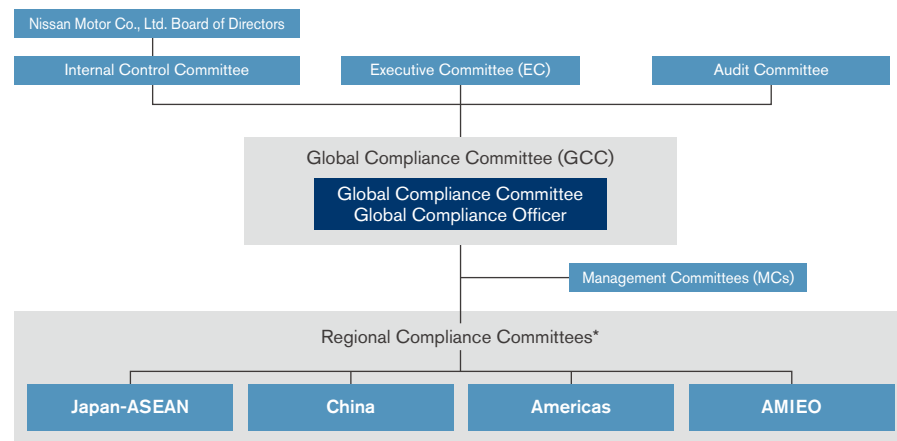 Nissan Motor Co., Ltd. Board of Directors
Internal Control Committee
Executive Committee (EC)
Audit Committee
Global Compliance Committee (GCC)
Global Compliance Committee
Global Compliance Officer
Management Committees (MCs)
Regional Compliance Committees*
Japan-ASEAN
China
Americas
AMIEO